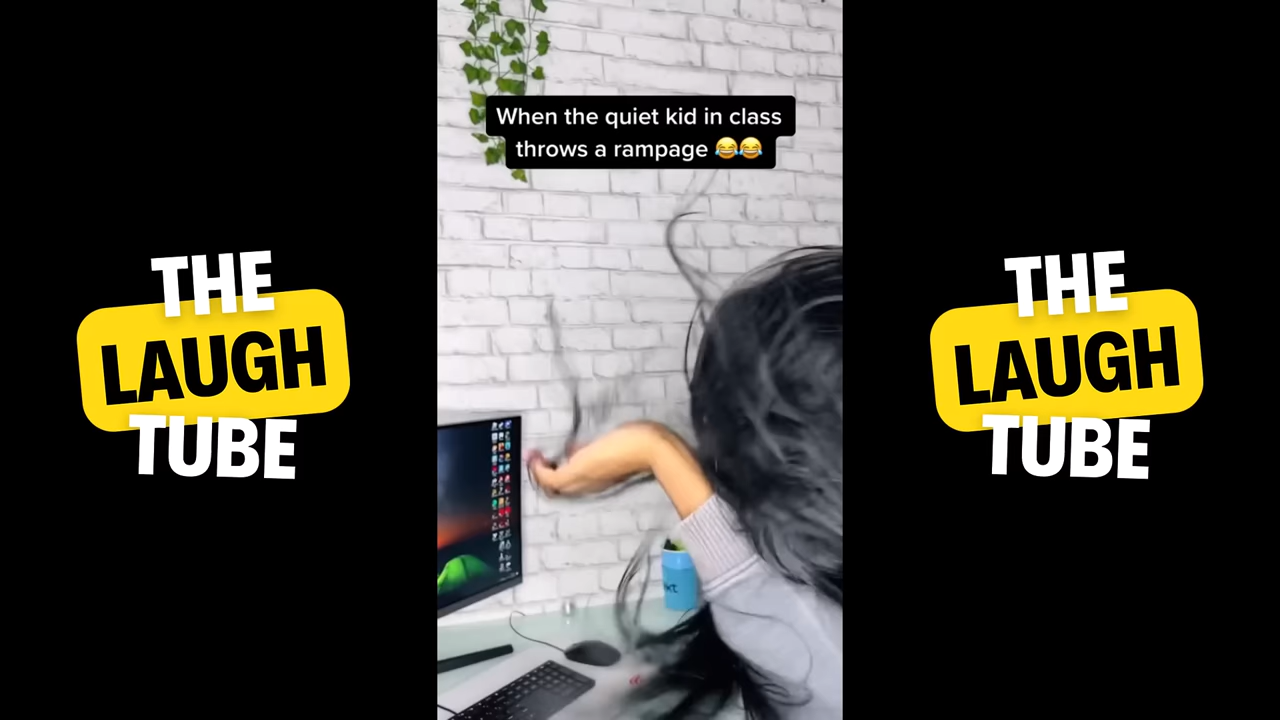 When the quiet kid in class
throws a rampage 😂😂
THE
LAUGH
TUBE
THE
LAUGH
TUBE